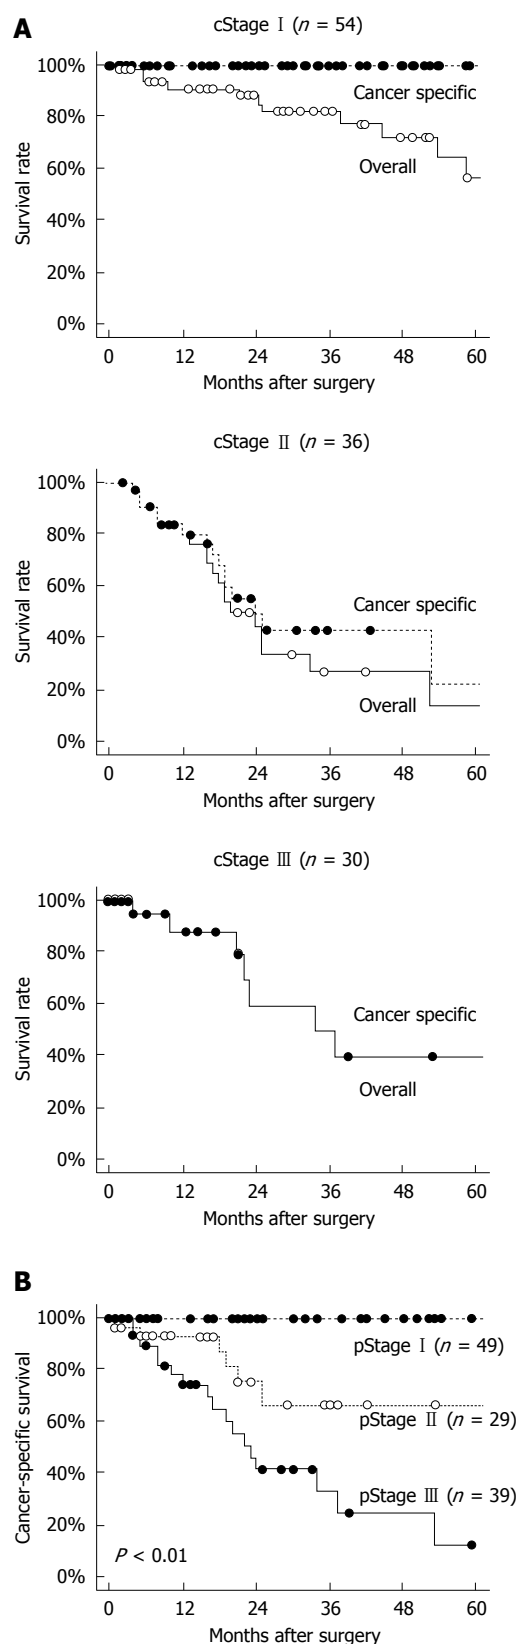 A
cStage Ⅰ (n = 54)
100%
80%
60%
40%
20%
0%
Survival rate
Cancer specific
Overall
0 12 24 36 48 60
Months after surgery
cStage Ⅱ (n = 36)
100%
80%
60%
40%
20%
0%
Survival rate
Cancer specific
Overall
0 12 24 36 48 60
Months after surgery
cStage Ⅲ (n = 30)
100%
80%
60%
40%
20%
0%
Survival rate
Cancer specific
Overall
0 12 24 36 48 60
Months after surgery
B
100%
80%
60%
40%
20%
0%
Cancer-specific survival
pStage Ⅰ (n = 49)
pStage Ⅱ (n = 29)
pStage Ⅲ (n = 39)
P < 0.01
0 12 24 36 48 60
Months after surgery